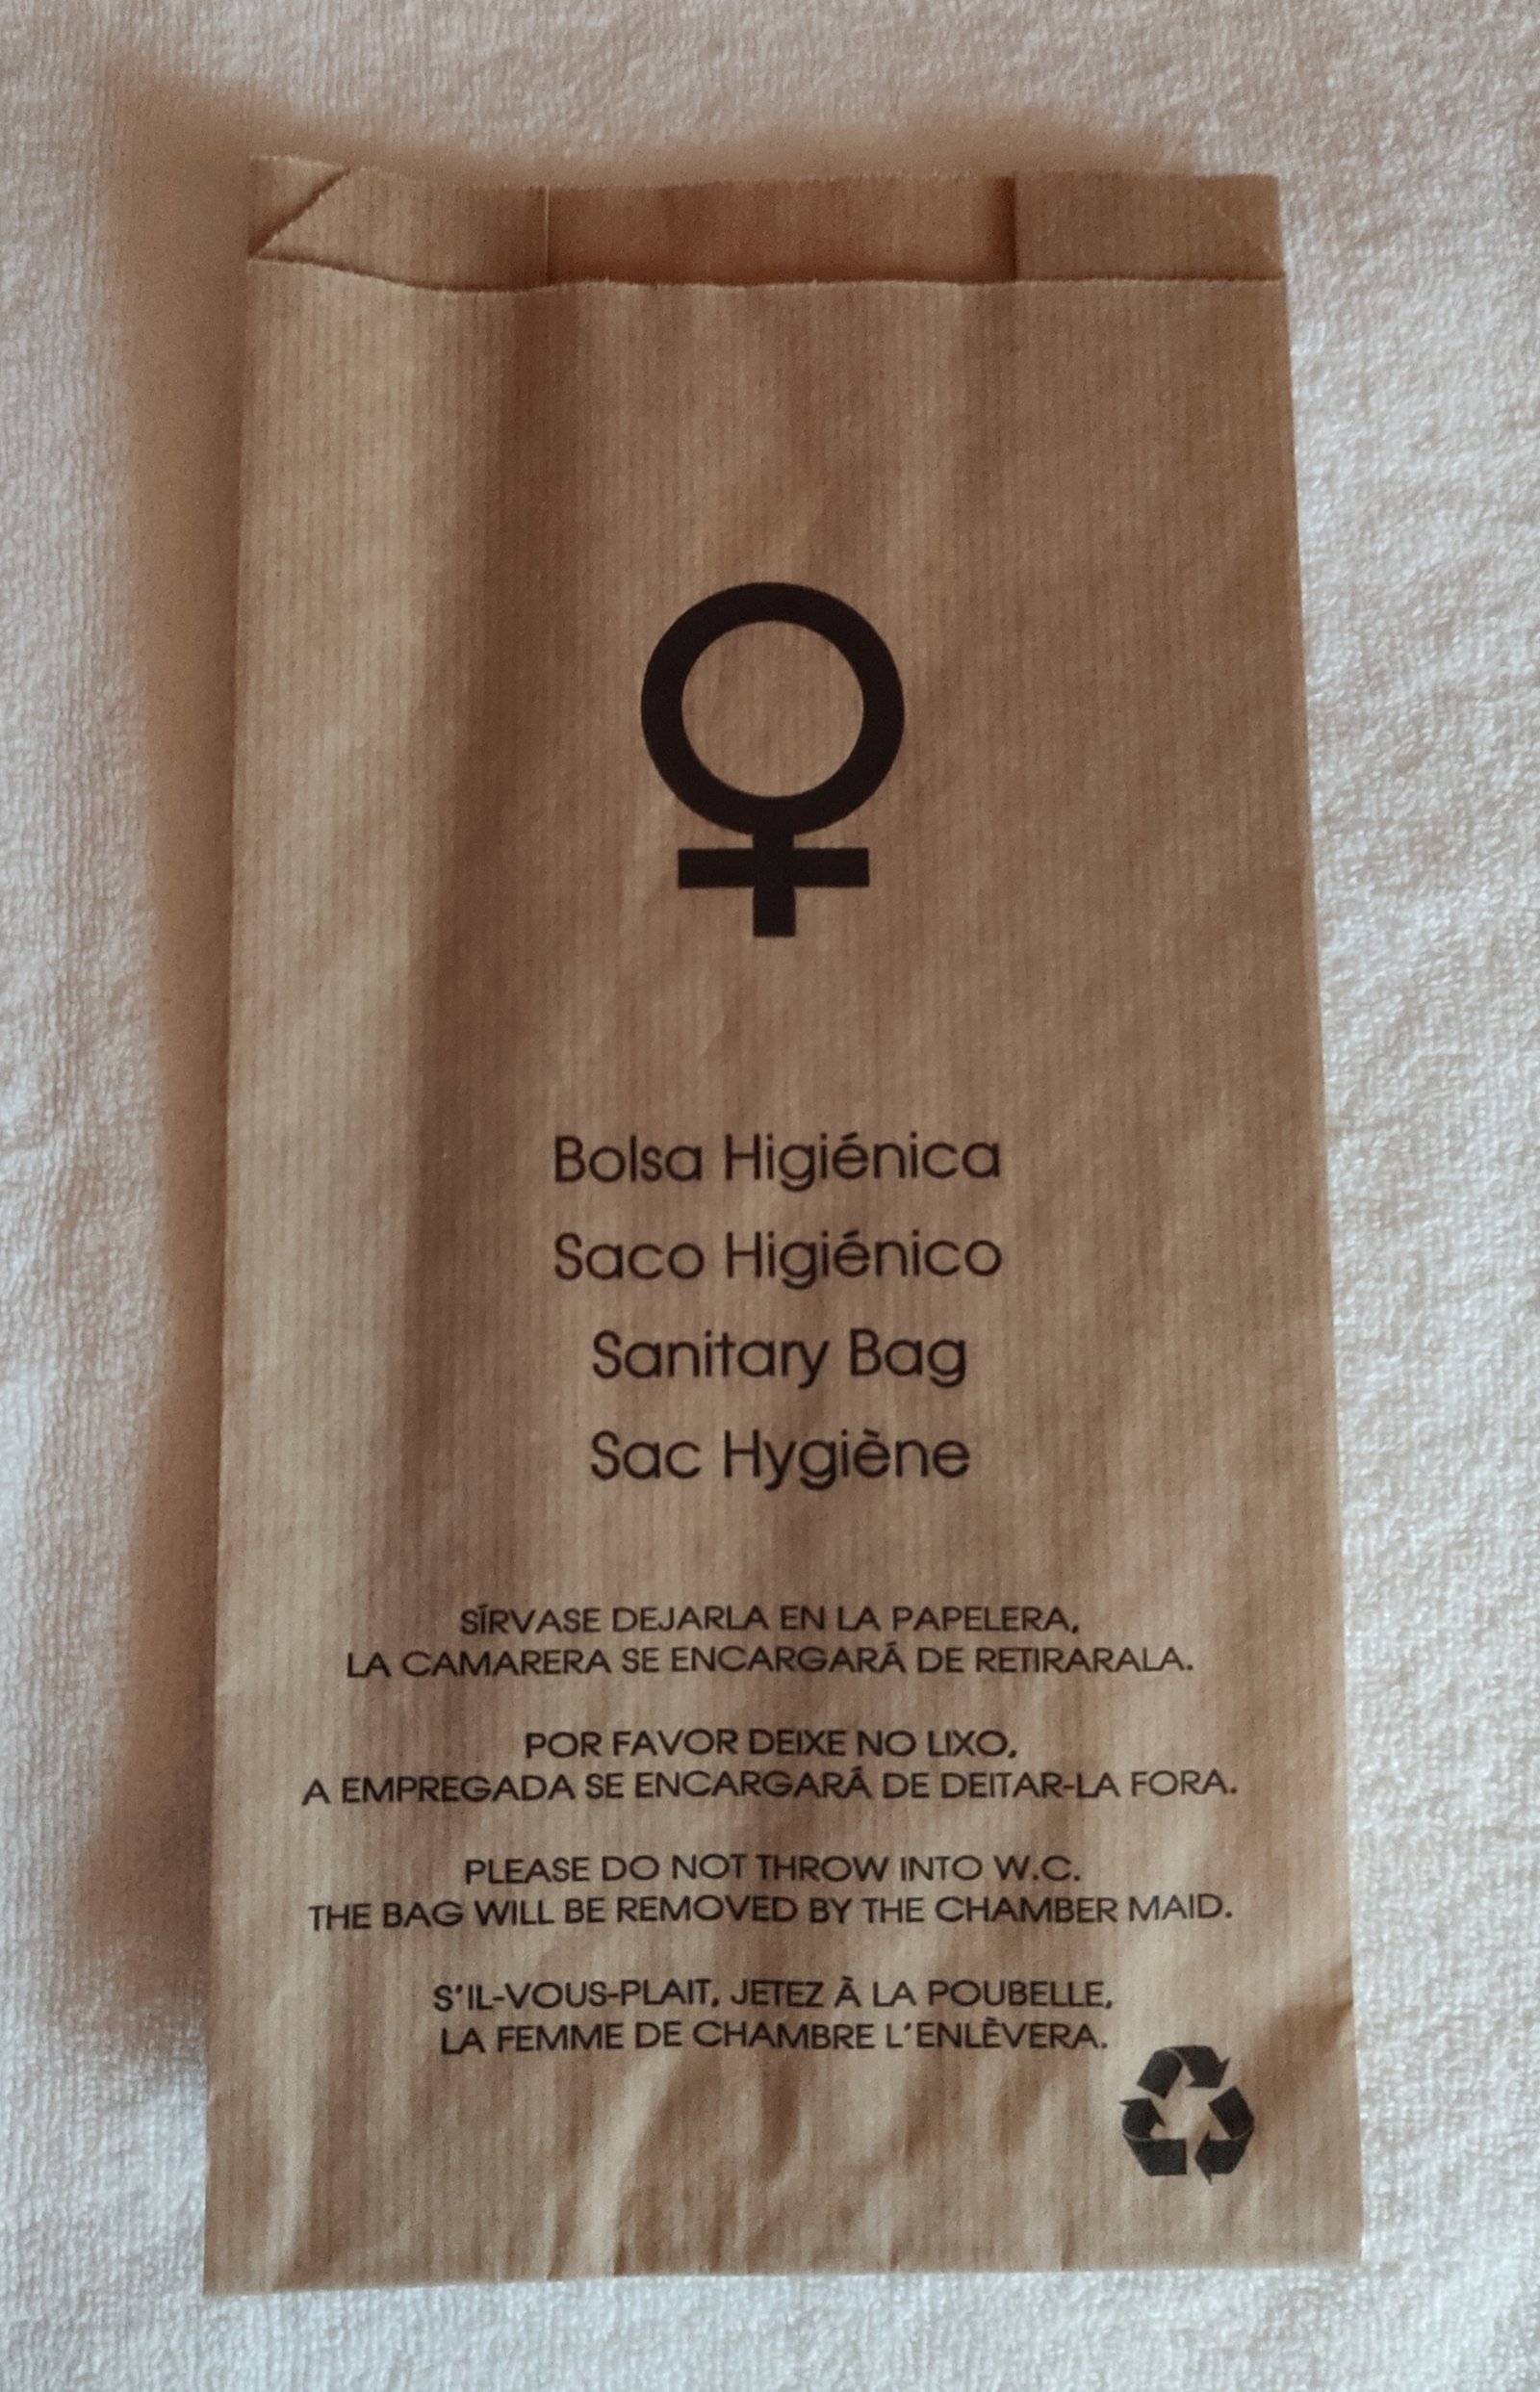 Bolsa Higiénica
Saco Higiénico
Sanitary Bag
Sac Hygiène
SÍRVASE DEJARLA EN LA PAPELERA,
LA CAMARERA SE ENCARGARÁ DE RETIRARALA.
POR FAVOR DEIXE NO LIXO,
A EMPREGADA SE ENCARGARÁ DE DEITAR-LA FORA.
PLEASE DO NOT THROW INTO W.C.
THE BAG WILL BE REMOVED BY THE CHAMBER MAID.
S'IL-VOUS-PLAIT, JETEZ À LA POUBELLE,
LA FEMME DE CHAMBRE L'ENLÈVERA.